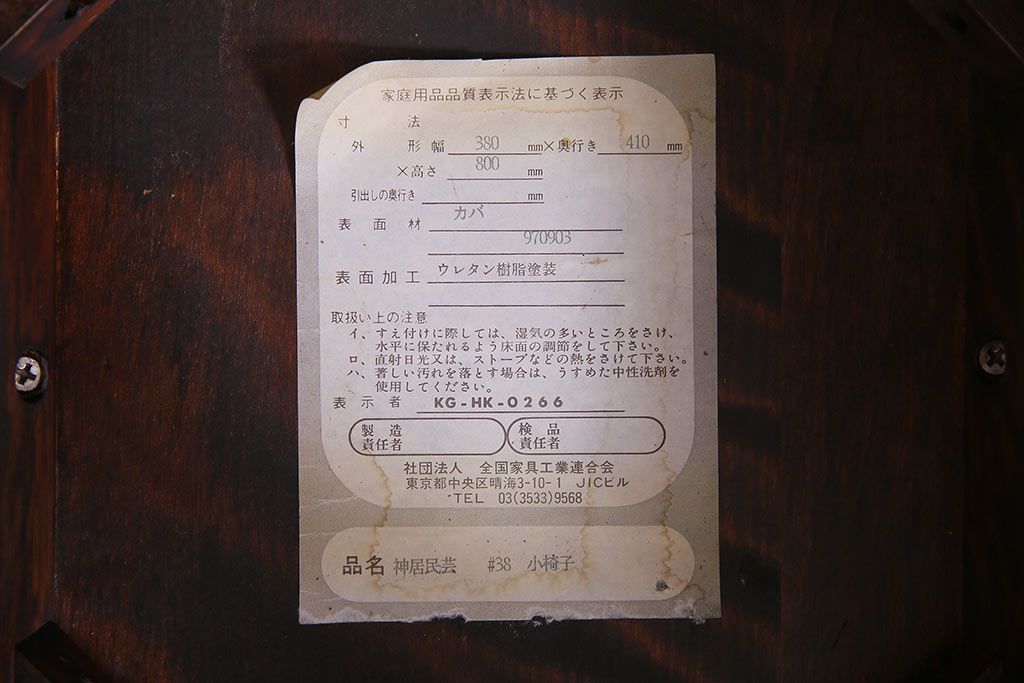 家庭用品品質表示法に基づく表示
寸法
外形幅 380 mm×奥行き 410 mm
×高さ 800 mm
引出しの奥行き mm
表面材 カバ
970903
表面加工 ウレタン樹脂塗装
取扱い上の注意
イ、すえ付けに際しては、湿気の多いところをさけ、
水平に保たれるよう床面の調節をして下さい。
ロ、直射日光又は、ストーブなどの熱をさけて下さい。
ハ、著しい汚れを落とす場合は、うすめた中性洗剤を
使用してください。
表示者 KG-HK-0266
製造 検品
責任者 責任者
社団法人 全国家具工業連合会
東京都中央区晴海3-10-1 JICビル
TEL 03(3533)9568
品名 神居民芸 #38 小椅子